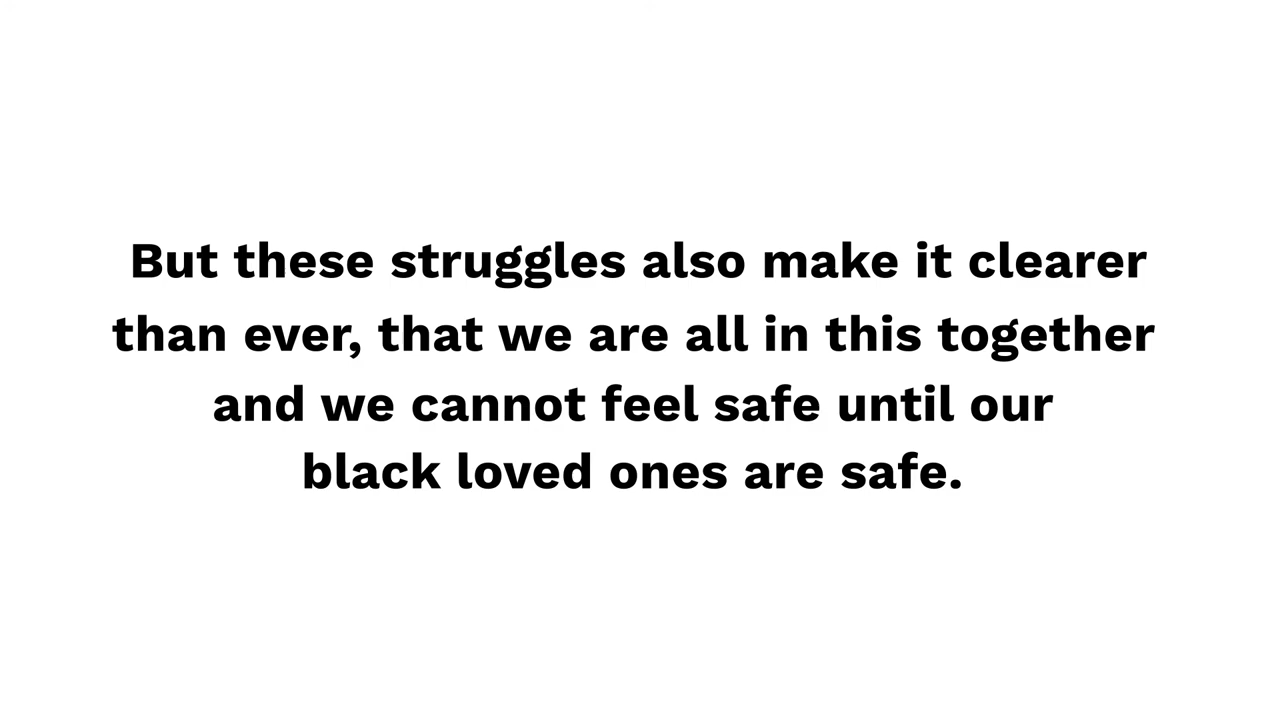 But these struggles also make it clearer
than ever, that we are all in this together
and we cannot feel safe until our
black loved ones are safe.